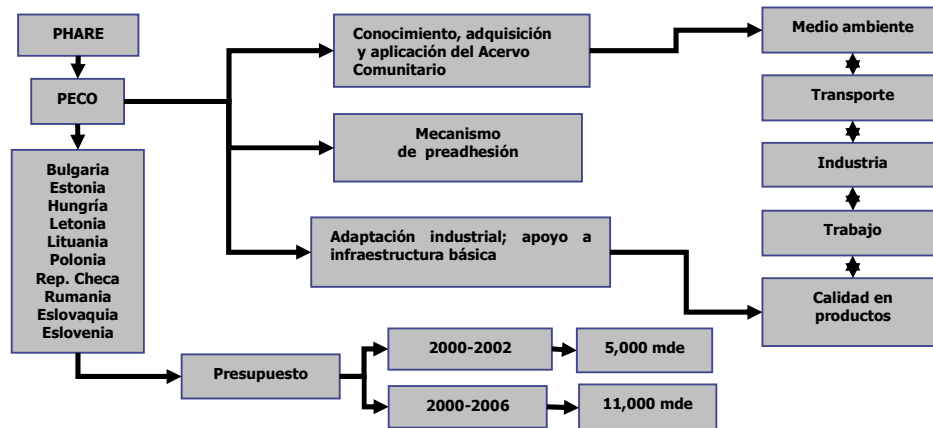 PHARE
PECO
Bulgaria
Estonia
Hungría
Letonia
Lituania
Polonia
Rep. Checa
Rumania
Eslovaquia
Eslovenia
Conocimiento, adquisición
y aplicación del Acervo
Comunitario
Mecanismo
de preadhesión
Adaptación industrial; apoyo a
infraestructura básica
Medio ambiente
Transporte
Industria
Trabajo
Calidad en
productos
Presupuesto
2000-2002
5,000 mde
2000-2006
11,000 mde